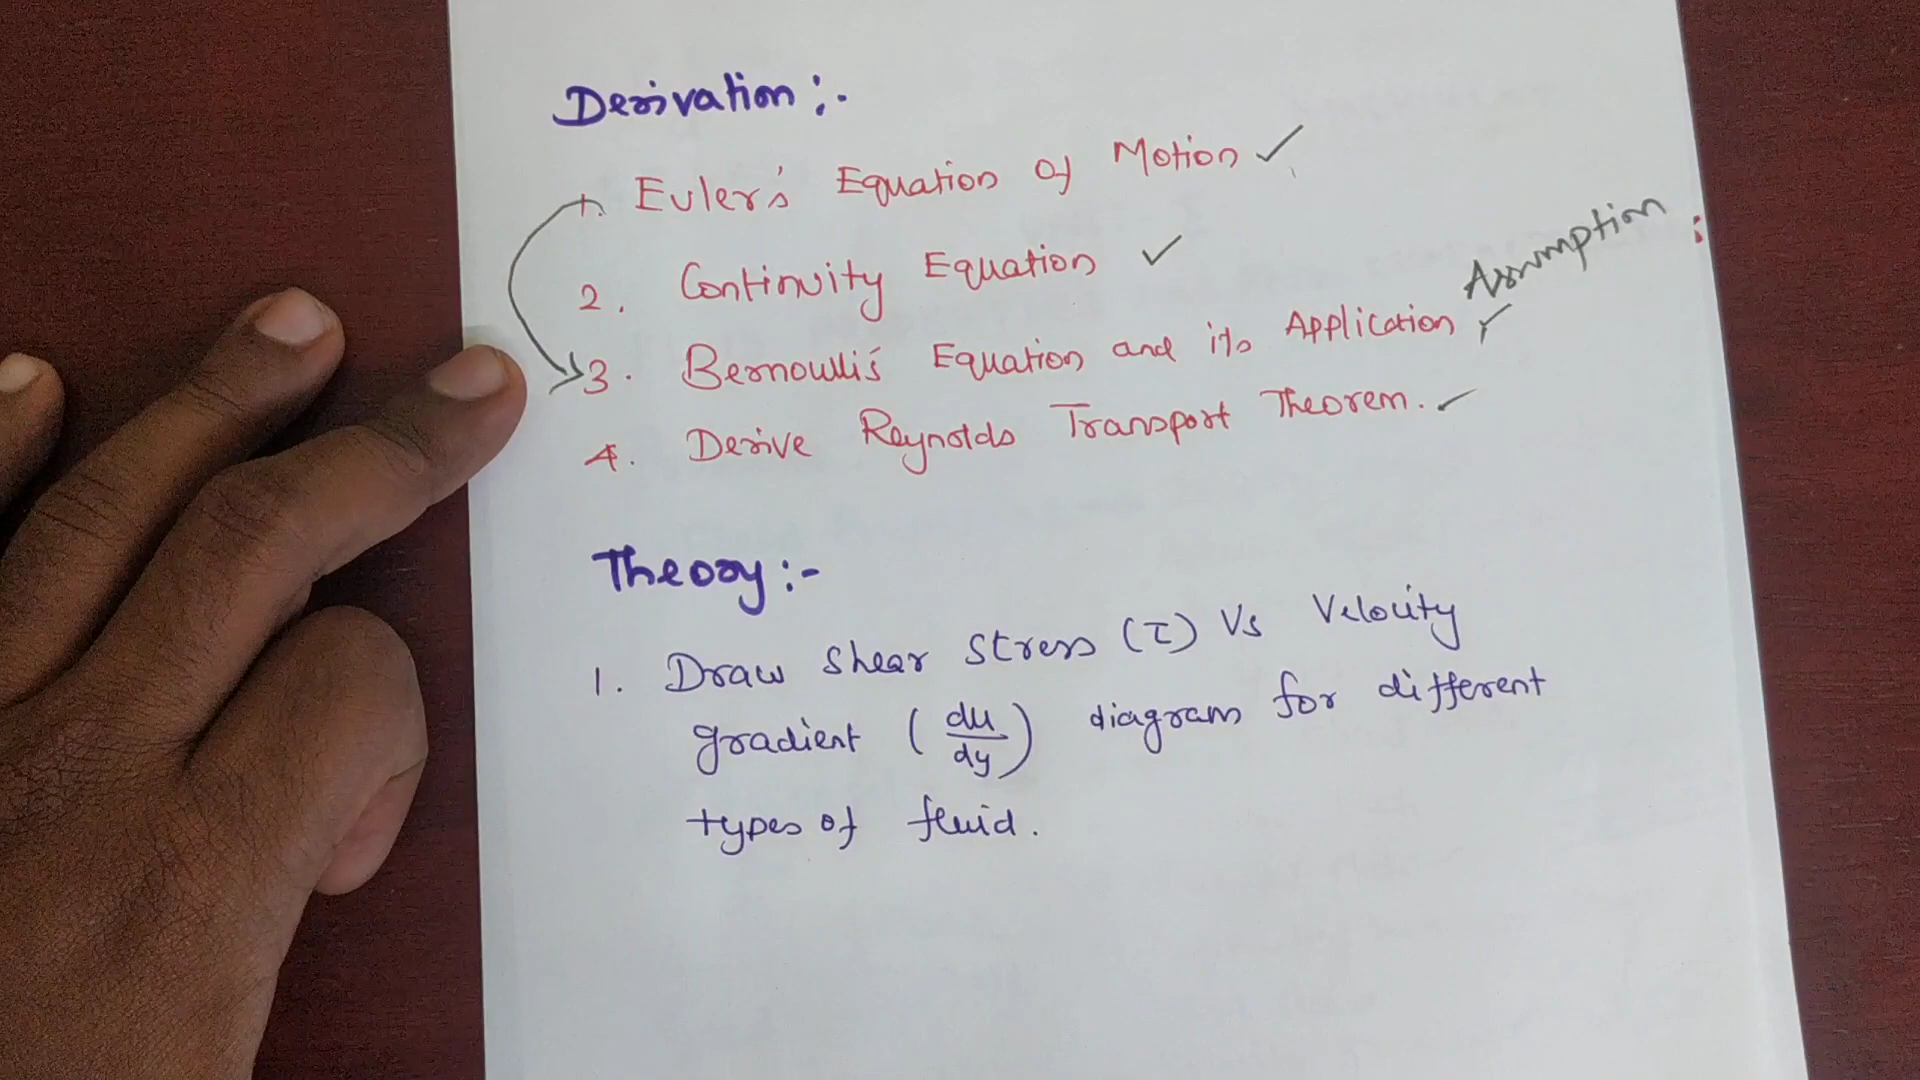 Derivation :-
1. Euler's Equation of Motion ✓
2. Continuity Equation ✓
Assumption
3. Bernoulli's Equation and its Application ✓
4. Derive Reynolds Transport Theorem. ✓
Theory :-
1. Draw Shear Stress (τ) Vs Velocity
gradient (du/dy) diagram for different
types of fluid.